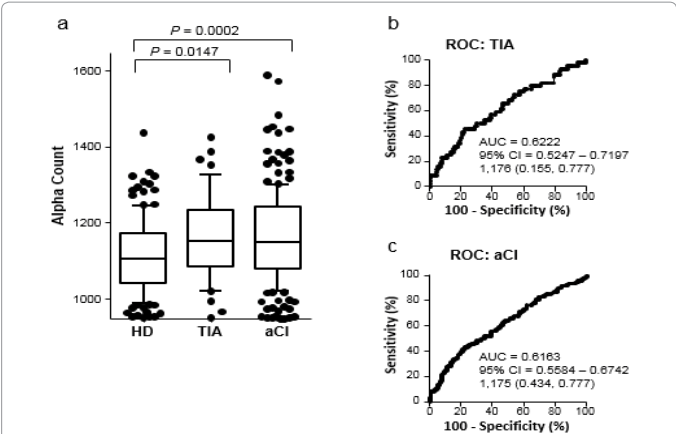 a
P = 0.0002
P = 0.0147
1600
1400
1200
1000
Alpha Count
HD TIA aCI
b
ROC: TIA
100
80
60
40
20
0
Sensitivity (%)
AUC = 0.6222
95% CI = 0.5247 – 0.7197
1,176 (0.155, 0.777)
0 20 40 60 80 100
100 - Specificity (%)
c
ROC: aCI
100
80
60
40
20
0
Sensitivity (%)
AUC = 0.6163
95% CI = 0.5584 – 0.6742
1,175 (0.434, 0.777)
0 20 40 60 80 100
100 - Specificity (%)